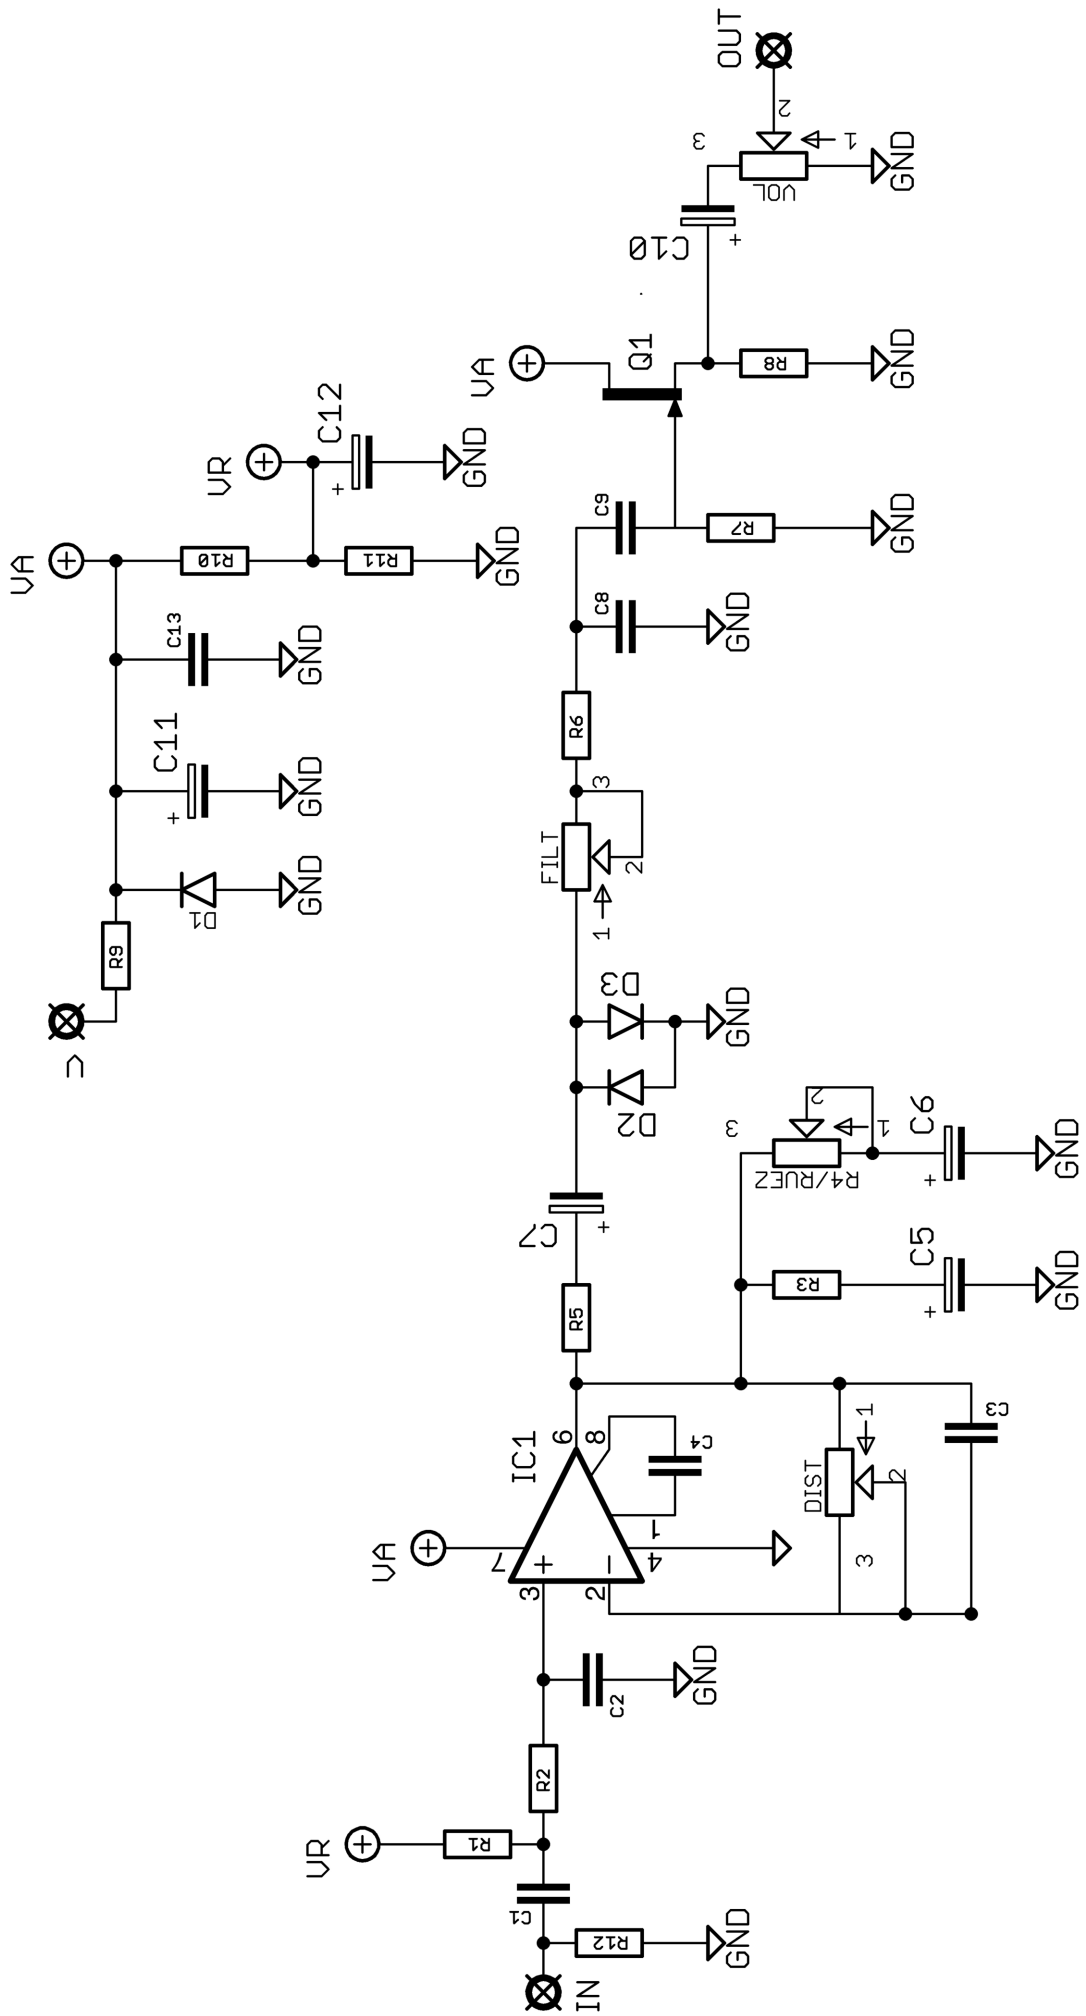 OUT
2
3
1
VOL
GND
C10
+
VA
Q1
R8
GND
VR
C12
+
GND
VA
R10
R11
GND
C9
R7
GND
C13
GND
C8
GND
C11
+
GND
R6
3
FILT
2
1
D1
GND
R9
V
D3
D2
GND
C7
+
R5
3
2
1
R4/RUEZ
C6
+
GND
R3
C5
+
GND
IC1
6
8
C4
1
VA
7
+
-
4
3
2
DIST
1
2
3
C3
C2
GND
R2
VR
R1
C1
R12
GND
IN